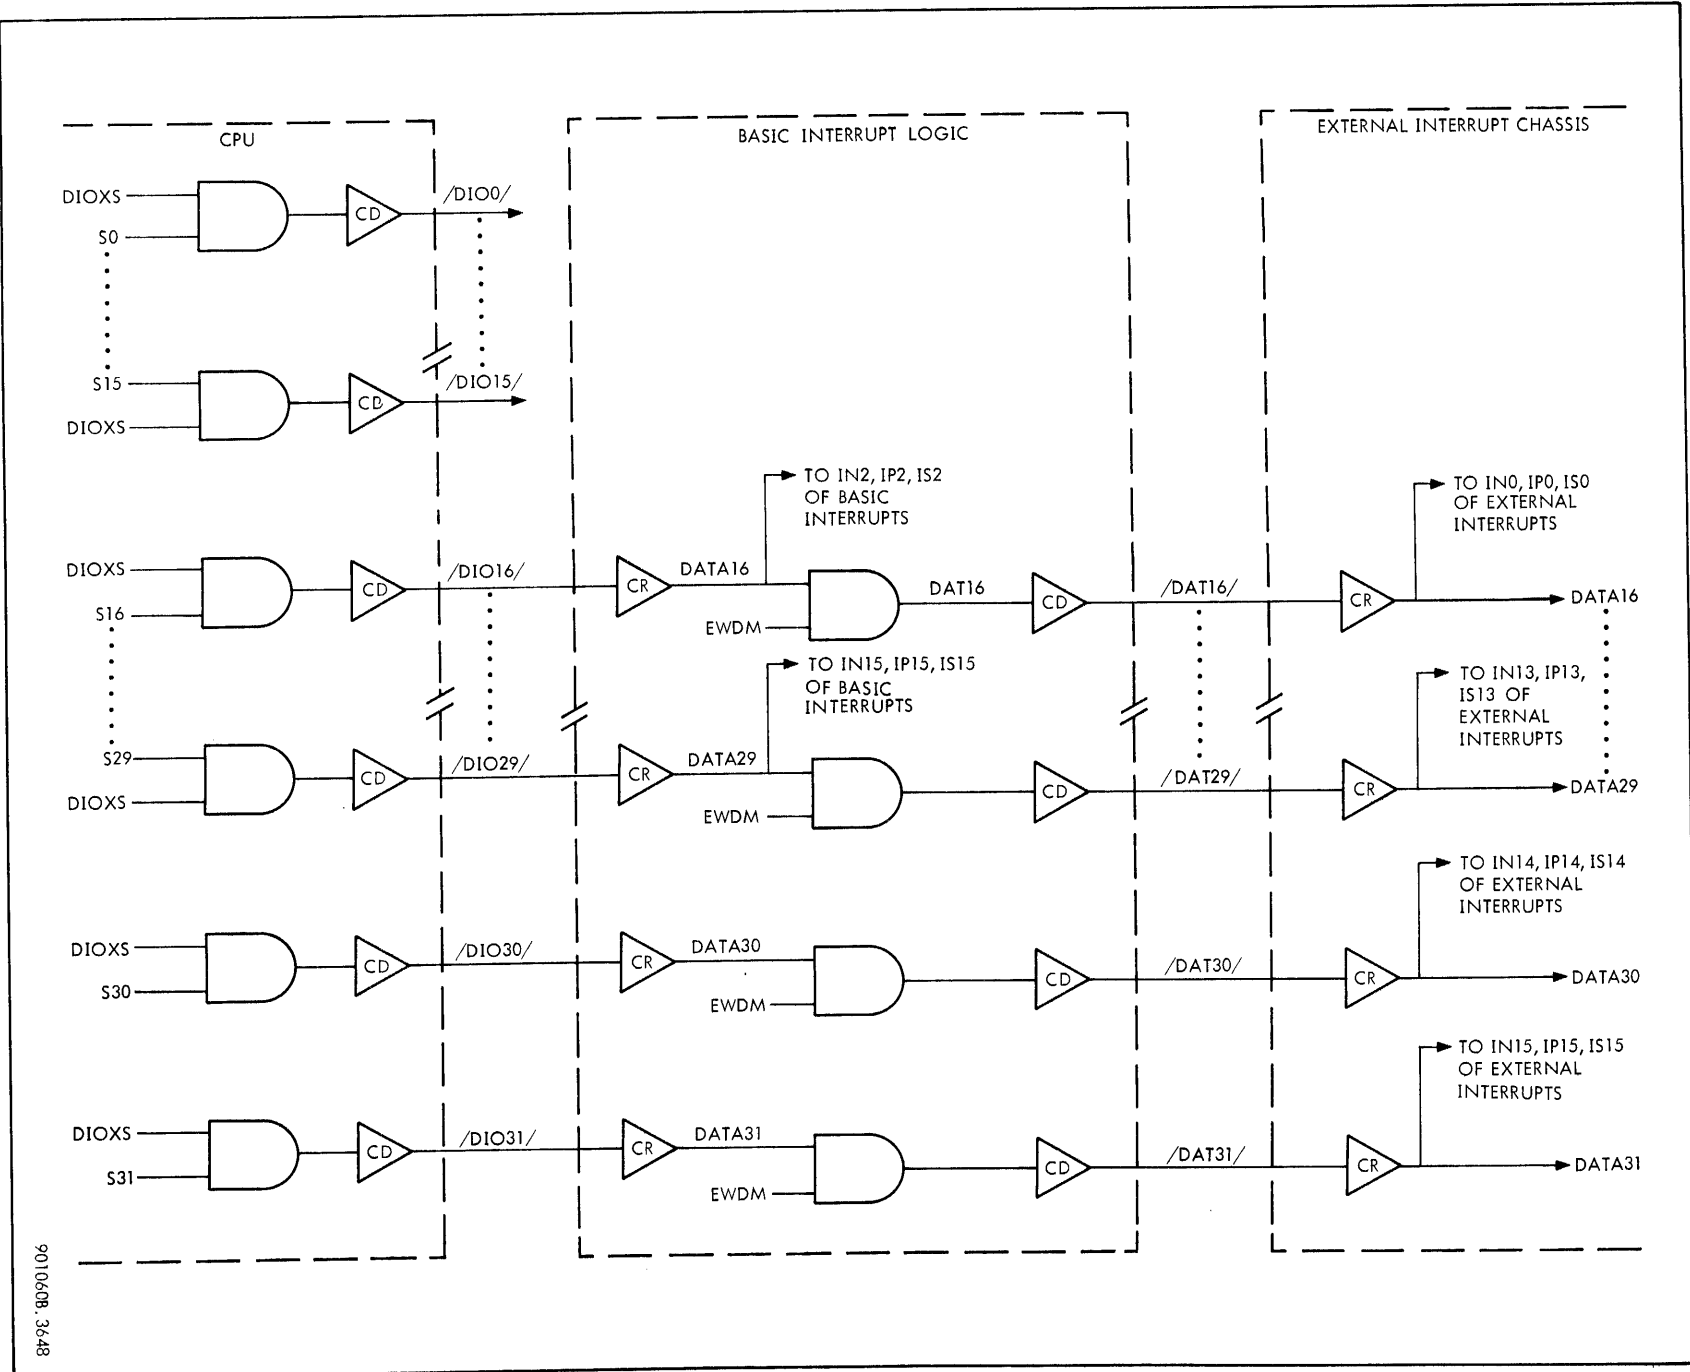 CPU
BASIC INTERRUPT LOGIC
EXTERNAL INTERRUPT CHASSIS
DIOXS
S0
CD
/DIO0/
S15
DIOXS
CD
/DIO15/
DIOXS
S16
CD
/DIO16/
CR
DATA16
TO IN2, IP2, IS2
OF BASIC
INTERRUPTS
EWDM
DAT16
CD
/DAT16/
CR
TO IN0, IP0, IS0
OF EXTERNAL
INTERRUPTS
DATA16
S29
DIOXS
CD
/DIO29/
CR
DATA29
TO IN15, IP15, IS15
OF BASIC
INTERRUPTS
EWDM
CD
/DAT29/
CR
TO IN13, IP13,
IS13 OF
EXTERNAL
INTERRUPTS
DATA29
DIOXS
S30
CD
/DIO30/
CR
DATA30
EWDM
CD
/DAT30/
CR
TO IN14, IP14, IS14
OF EXTERNAL
INTERRUPTS
DATA30
DIOXS
S31
CD
/DIO31/
CR
DATA31
EWDM
CD
/DAT31/
CR
TO IN15, IP15, IS15
OF EXTERNAL
INTERRUPTS
DATA31
901060B.3648